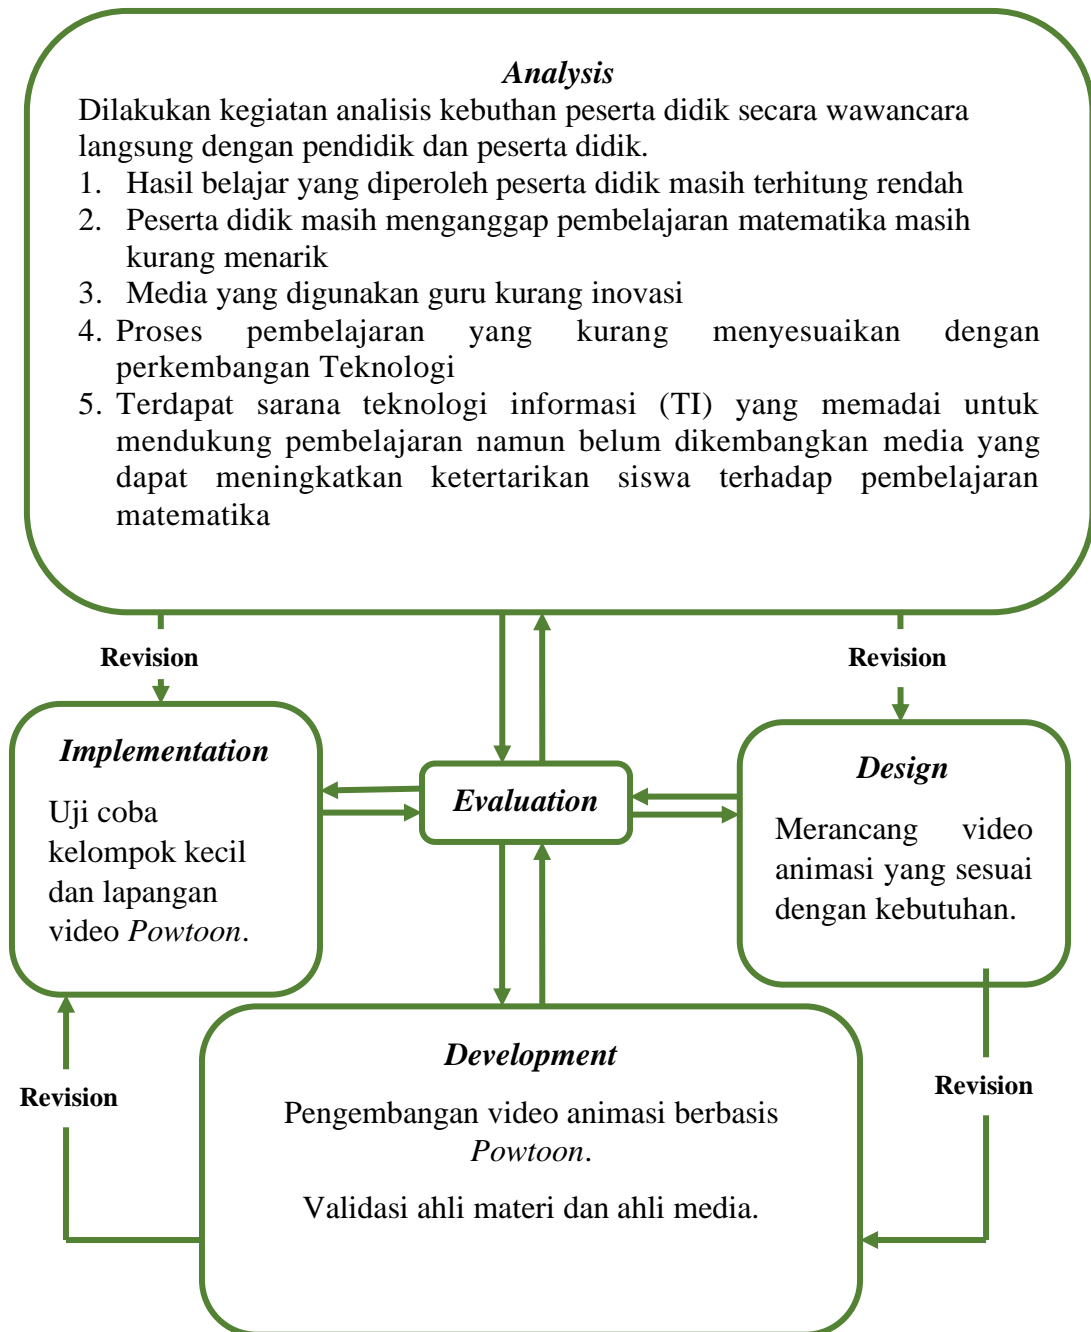 Analysis
Dilakukan kegiatan analisis kebuthan peserta didik secara wawancara
langsung dengan pendidik dan peserta didik.
1. Hasil belajar yang diperoleh peserta didik masih terhitung rendah
2. Peserta didik masih menganggap pembelajaran matematika masih
kurang menarik
3. Media yang digunakan guru kurang inovasi
4. Proses pembelajaran yang kurang menyesuaikan dengan
perkembangan Teknologi
5. Terdapat sarana teknologi informasi (TI) yang memadai untuk
mendukung pembelajaran namun belum dikembangkan media yang
dapat meningkatkan ketertarikan siswa terhadap pembelajaran
matematika
Revision
Revision
Implementation
Uji coba
kelompok kecil
dan lapangan
video Powtoon.
Evaluation
Design
Merancang video
animasi yang sesuai
dengan kebutuhan.
Revision
Revision
Development
Pengembangan video animasi berbasis
Powtoon.
Validasi ahli materi dan ahli media.